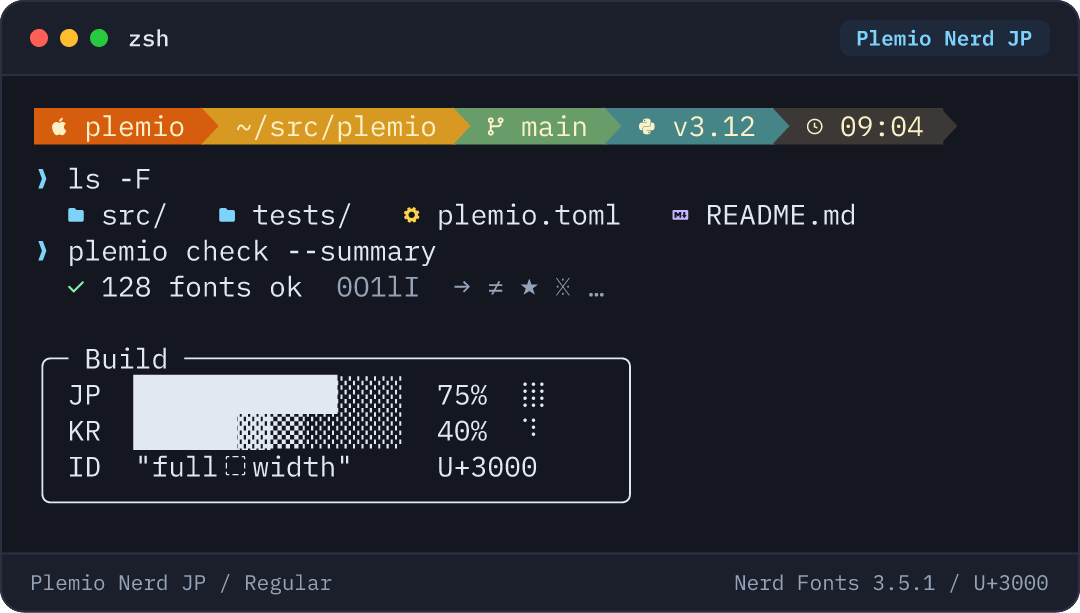 zsh
Plemio Nerd JP
plemio ~/src/plemio main v3.12 09:04
❯ ls -F
src/ tests/ plemio.toml README.md
❯ plemio check --summary
✓ 128 fonts ok 0O1lI → ≠ ★ ※ …
Build
JP 75%
KR 40%
ID "full　width" U+3000
Plemio Nerd JP / Regular
Nerd Fonts 3.5.1 / U+3000